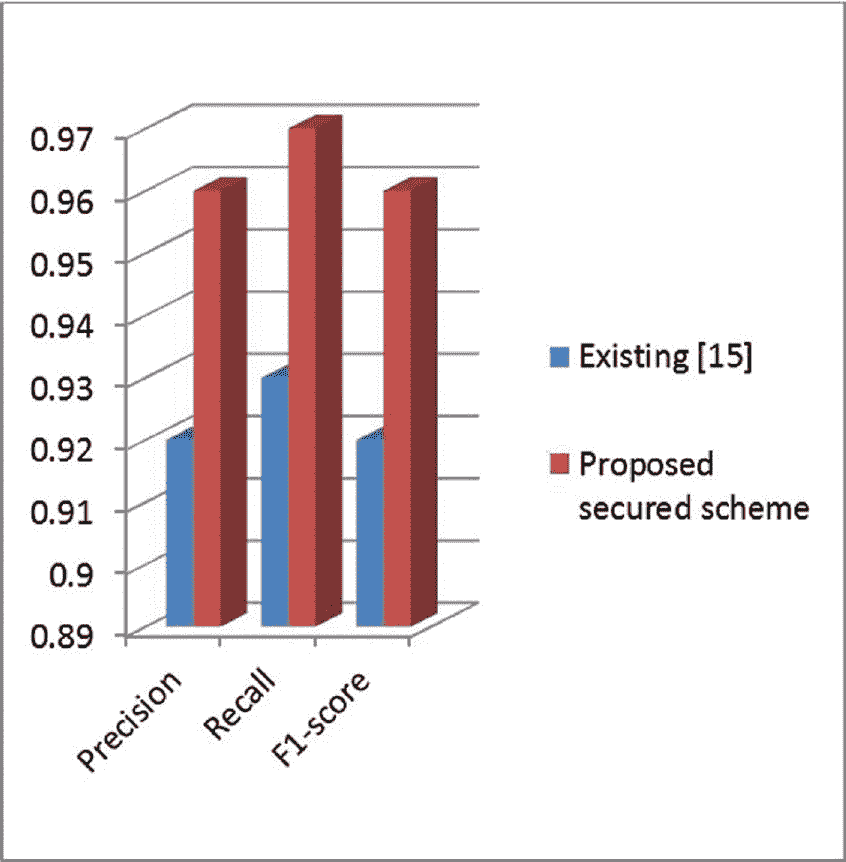 0.97
0.96
0.95
0.94
0.93
0.92
0.91
0.9
0.89
Precision
Recall
F1-score
Existing [15]
Proposed
secured scheme